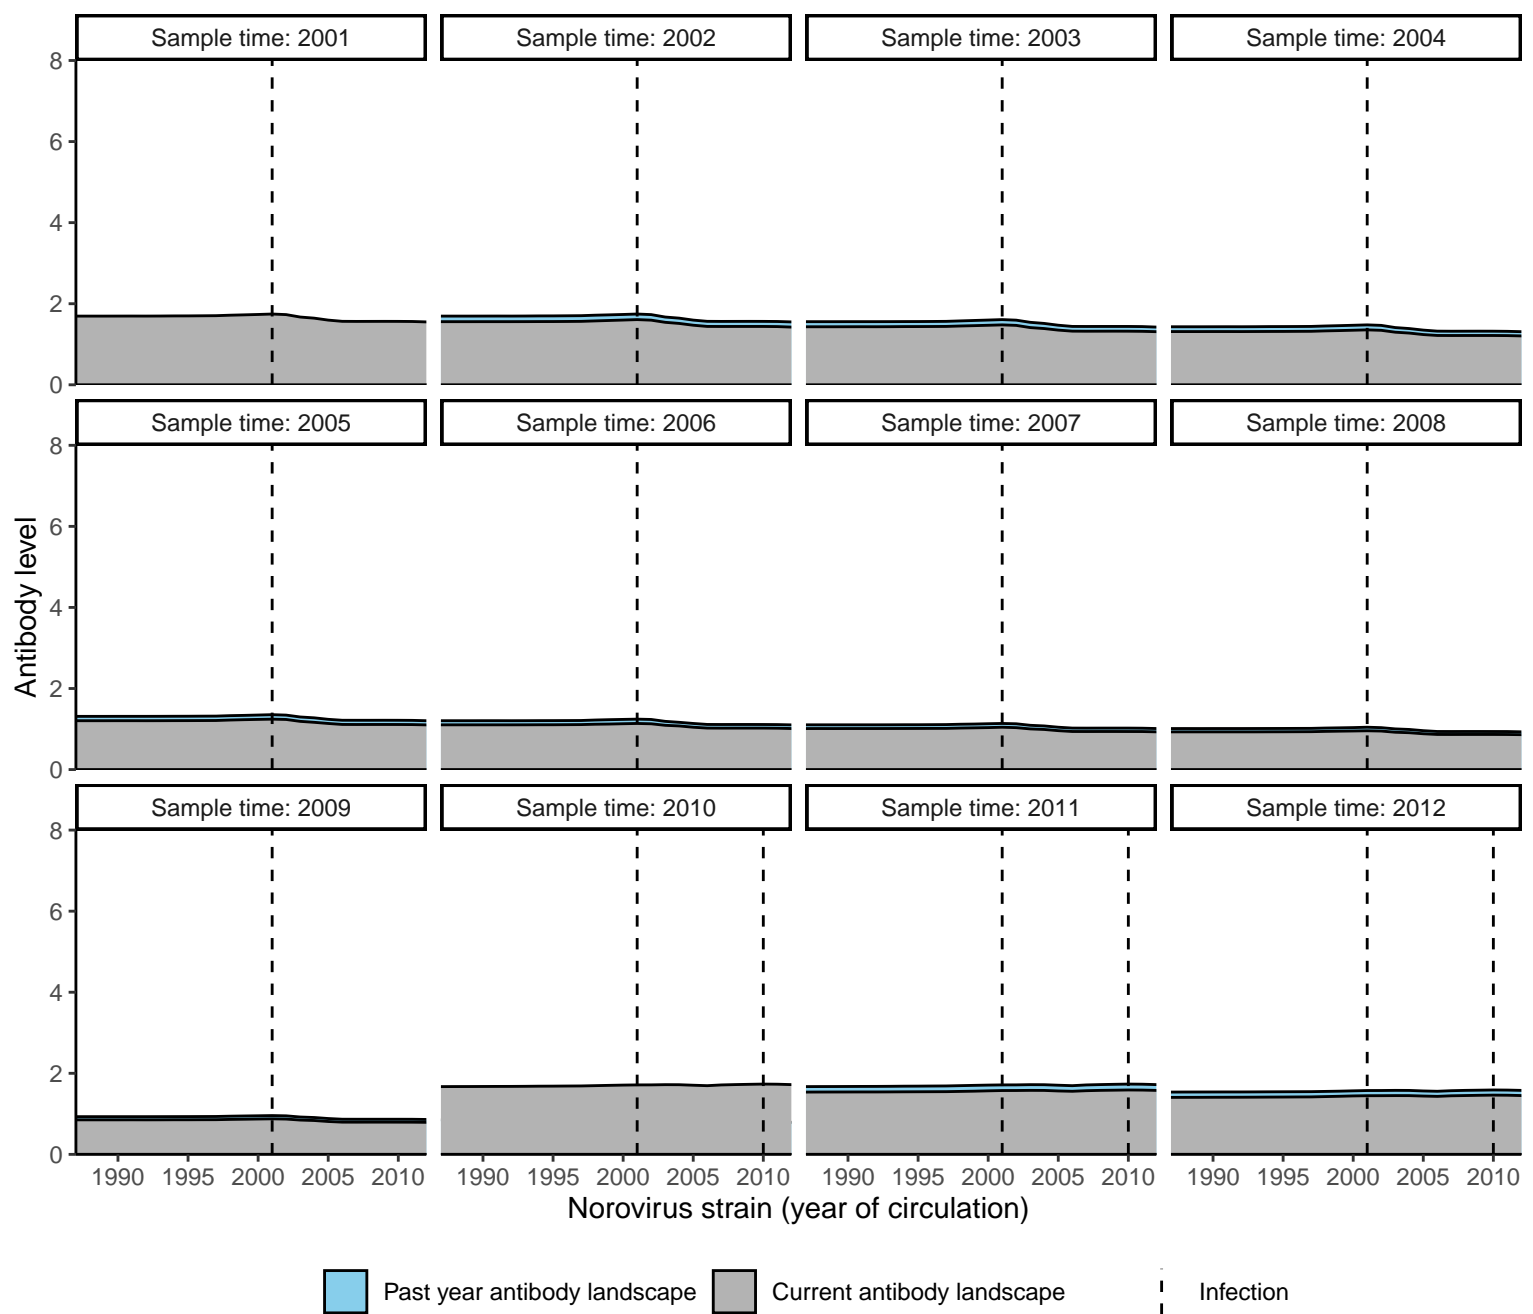 Sample time: 2001 Sample time: 2002 Sample time: 2003 Sample time: 2004
8
6
4
2
0
Sample time: 2005 Sample time: 2006 Sample time: 2007 Sample time: 2008
8
6
4
2
0
Antibody level
Sample time: 2009 Sample time: 2010 Sample time: 2011 Sample time: 2012
8
6
4
2
0
1990 1995 2000 2005 2010 1990 1995 2000 2005 2010 1990 1995 2000 2005 2010 1990 1995 2000 2005 2010
Norovirus strain (year of circulation)
Past year antibody landscape Current antibody landscape Infection